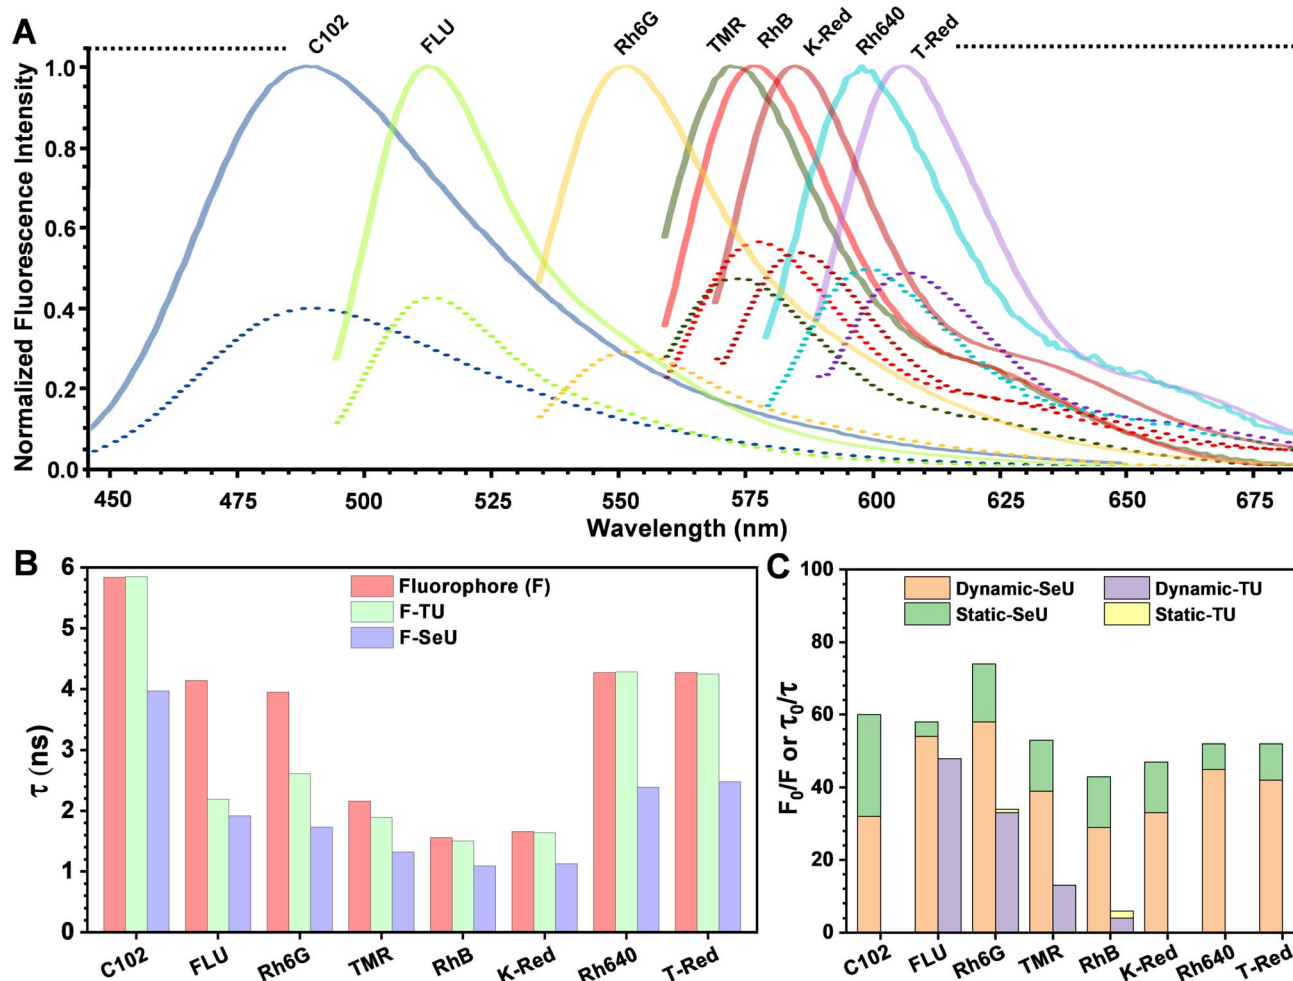 A
C102
FLU
Rh6G
TMR
RhB
K-Red
Rh640
T-Red
Normalized Fluorescence Intensity
1.0
0.8
0.6
0.4
0.2
0.0
450 475 500 525 550 575 600 625 650 675
Wavelength (nm)
B
τ (ns)
6
5
4
3
2
1
0
Fluorophore (F)
F-TU
F-SeU
C102 FLU Rh6G TMR RhB K-Red Rh640 T-Red
C
F₀/F or τ₀/τ
100
80
60
40
20
0
Dynamic-SeU Dynamic-TU
Static-SeU Static-TU
C102 FLU Rh6G TMR RhB K-Red Rh640 T-Red